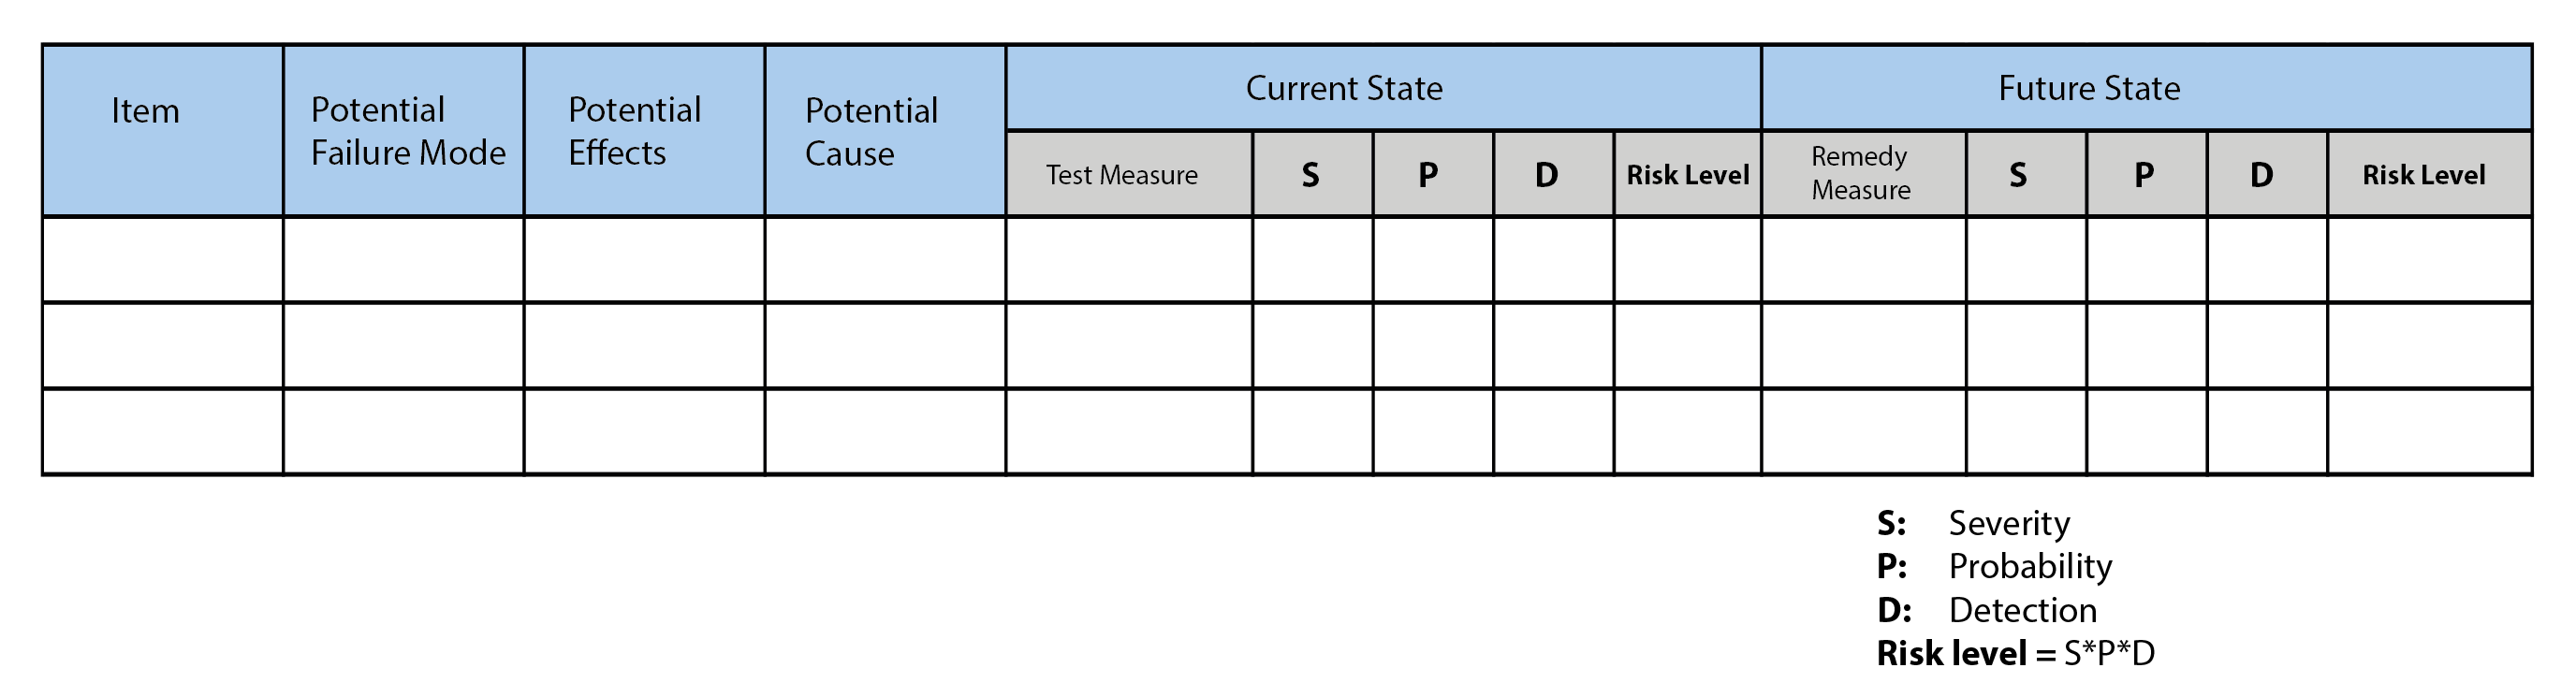 Item
Potential
Failure Mode
Potential
Effects
Potential
Cause
Current State
Future State
Test Measure
S
P
D
Risk Level
Remedy
Measure
S
P
D
Risk Level
S: Severity
P: Probability
D: Detection
Risk level = S*P*D